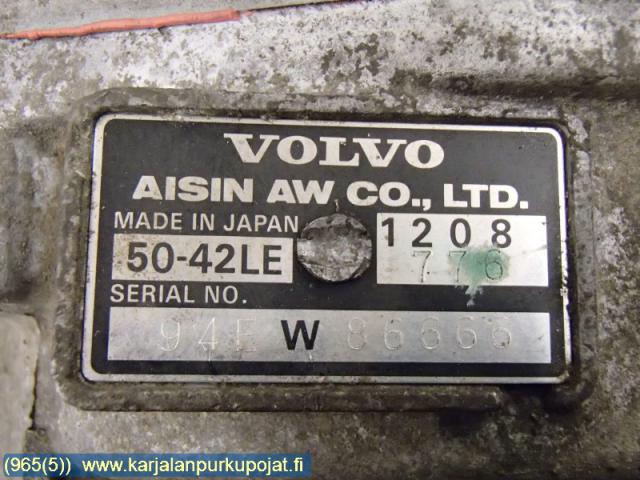 VOLVO
AISIN AW CO., LTD.
MADE IN JAPAN
1208
50-42LE
776
SERIAL NO.
94E W 86666
(965(5)) www.karjalanpurkupojat.fi